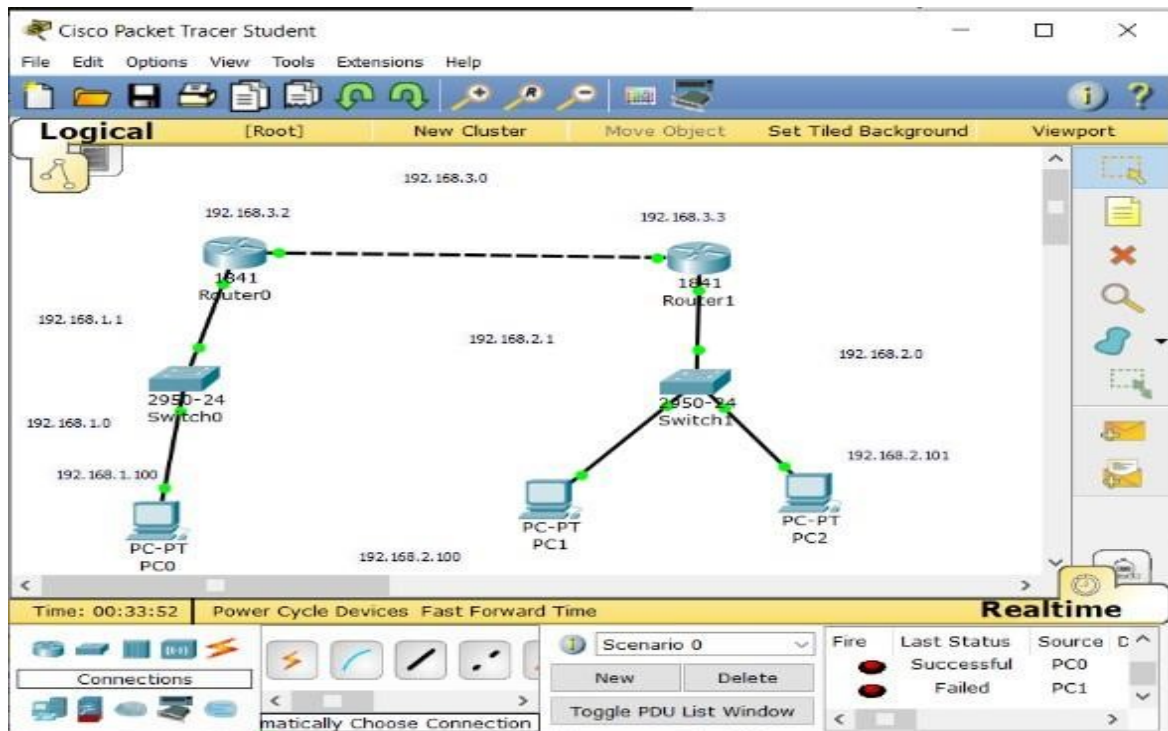 Cisco Packet Tracer Student
File Edit Options View Tools Extensions Help
Logical [Root] New Cluster Move Object Set Tiled Background Viewport
192.168.3.0
192.168.3.2
192.168.3.3
1841
Router0
1841
Router1
192.168.1.1
192.168.2.1
192.168.2.0
2950-24
Switch0
2950-24
Switch1
192.168.1.0
192.168.1.100
192.168.2.101
PC-PT
PC0
PC-PT
PC1
PC-PT
PC2
192.168.2.100
Time: 00:33:52 Power Cycle Devices Fast Forward Time Realtime
Connections
matically Choose Connection
Scenario 0
New Delete
Toggle PDU List Window
Fire Last Status Source D
Successful PC0
Failed PC1